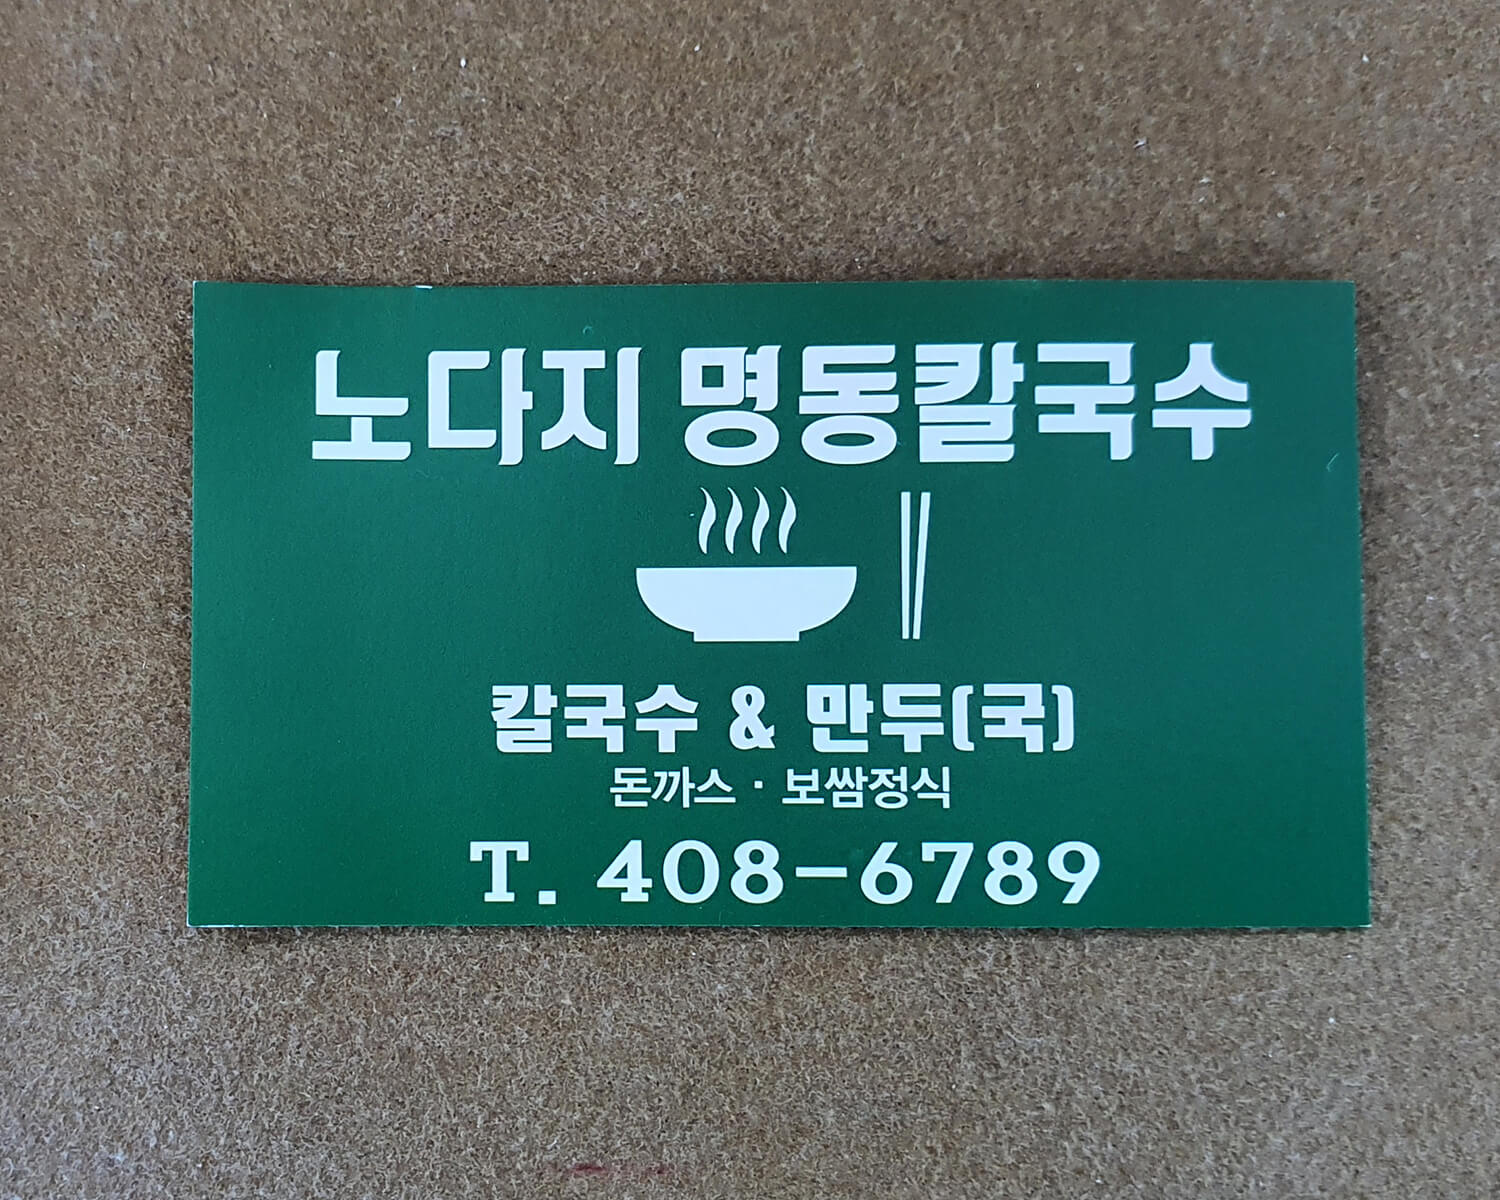 노다지 명동칼국수
칼국수 & 만두(국)
돈까스 · 보쌈정식
T. 408-6789